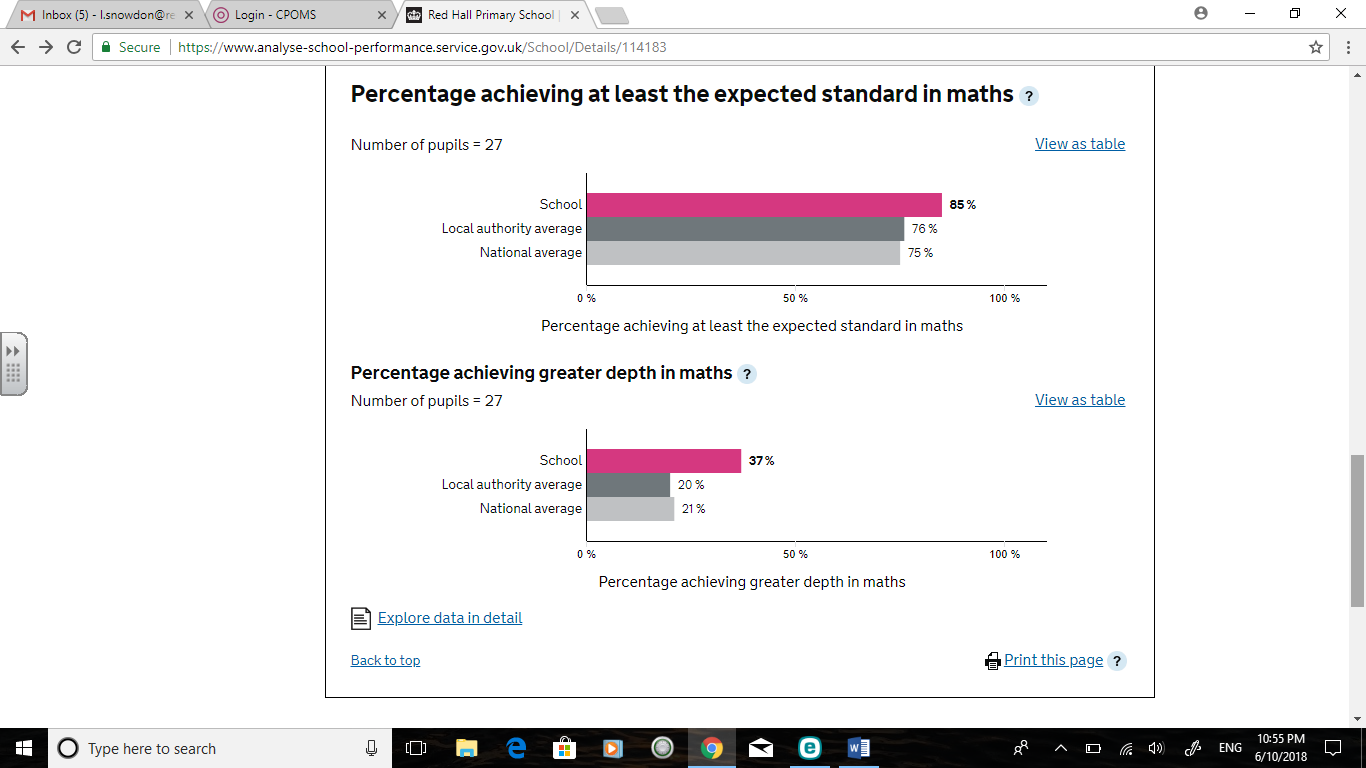 Inbox (5) - l.snowdon@re
Login - CPOMS
Red Hall Primary School |
Secure
https://www.analyse-school-performance.service.gov.uk/School/Details/114183
Percentage achieving at least the expected standard in maths ?
Number of pupils = 27
View as table
School 85 %
Local authority average 76 %
National average 75 %
0 % 50 % 100 %
Percentage achieving at least the expected standard in maths
Percentage achieving greater depth in maths ?
Number of pupils = 27
View as table
School 37 %
Local authority average 20 %
National average 21 %
0 % 50 % 100 %
Percentage achieving greater depth in maths
Explore data in detail
Back to top
Print this page ?
Type here to search
ENG
10:55 PM
6/10/2018